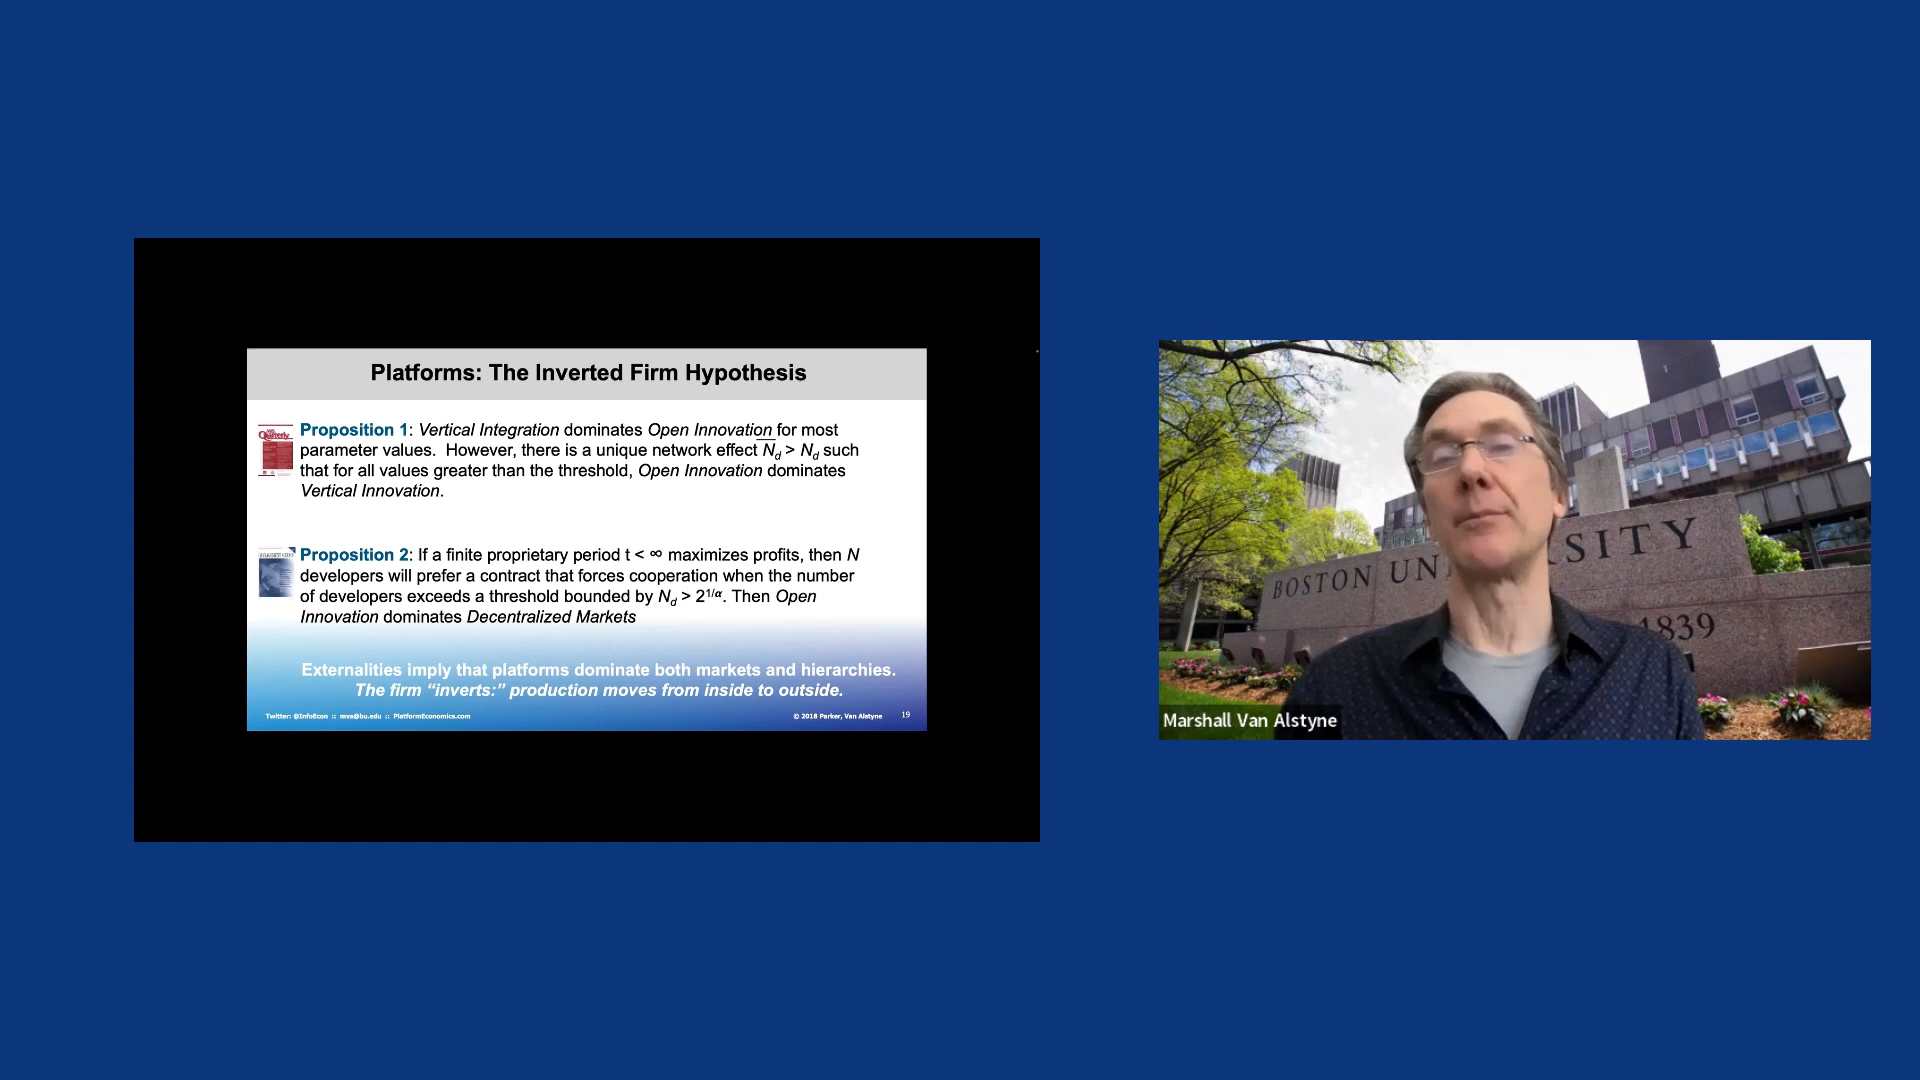 Platforms: The Inverted Firm Hypothesis
Quarterly
Proposition 1: Vertical Integration dominates Open Innovation for most
parameter values. However, there is a unique network effect N̅d > Nd such
that for all values greater than the threshold, Open Innovation dominates
Vertical Innovation.
Proposition 2: If a finite proprietary period t < ∞ maximizes profits, then N
developers will prefer a contract that forces cooperation when the number
of developers exceeds a threshold bounded by Nd > 2^1/α. Then Open
Innovation dominates Decentralized Markets
Externalities imply that platforms dominate both markets and hierarchies.
The firm “inverts:” production moves from inside to outside.
Twitter: @InfoEcon :: mva@bu.edu :: PlatformEconomics.com
© 2018 Parker, Van Alstyne 19
BOSTON UN SITY
1839
Marshall Van Alstyne